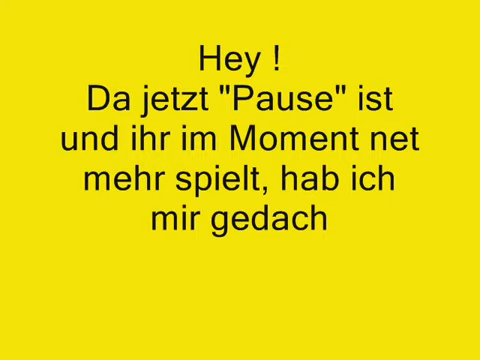 Hey !
Da jetzt "Pause" ist
und ihr im Moment net
mehr spielt, hab ich
mir gedach